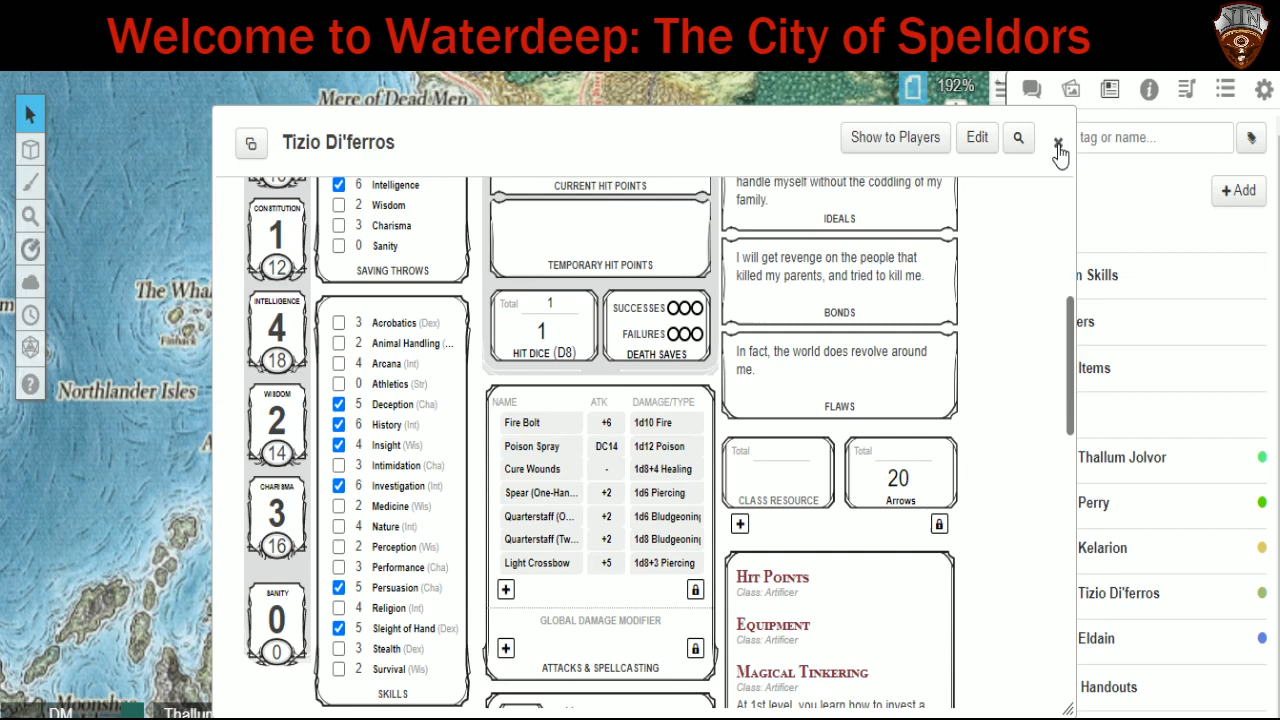 Welcome to Waterdeep: The City of Speldors
Mere of Dead Men
192%
Tizio Di'ferros
Show to Players
Edit
tag or name...
+ Add
CONSTITUTION
1
12
INTELLIGENCE
4
18
WISDOM
2
14
CHARISMA
3
16
SANITY
0
0
6 Intelligence
2 Wisdom
3 Charisma
0 Sanity
SAVING THROWS
3 Acrobatics (Dex)
2 Animal Handling (...
4 Arcana (Int)
0 Athletics (Str)
5 Deception (Cha)
6 History (Int)
4 Insight (Wis)
3 Intimidation (Cha)
6 Investigation (Int)
2 Medicine (Wis)
4 Nature (Int)
2 Perception (Wis)
3 Performance (Cha)
5 Persuasion (Cha)
4 Religion (Int)
5 Sleight of Hand (Dex)
3 Stealth (Dex)
2 Survival (Wis)
SKILLS
CURRENT HIT POINTS
TEMPORARY HIT POINTS
Total 1
1
HIT DICE (D8)
SUCCESSES
FAILURES
DEATH SAVES
NAME ATK DAMAGE/TYPE
Fire Bolt +6 1d10 Fire
Poison Spray DC14 1d12 Poison
Cure Wounds - 1d8+4 Healing
Spear (One-Han... +2 1d6 Piercing
Quarterstaff (O... +2 1d6 Bludgeoning
Quarterstaff (Tw... +2 1d8 Bludgeoning
Light Crossbow +5 1d8+3 Piercing
GLOBAL DAMAGE MODIFIER
ATTACKS & SPELLCASTING
handle myself without the coddling of my
family.
IDEALS
I will get revenge on the people that
killed my parents, and tried to kill me.
BONDS
In fact, the world does revolve around
me.
FLAWS
Total
CLASS RESOURCE
Total
20
Arrows
HIT POINTS
Class: Artificer
EQUIPMENT
Class: Artificer
MAGICAL TINKERING
Class: Artificer
At 1st level, you learn how to invest a
n Skills
ers
Items
Thallum Jolvor
Perry
Kelarion
Tizio Di'ferros
Eldain
Handouts
The Wha
Northlander Isles
DM
Thallu